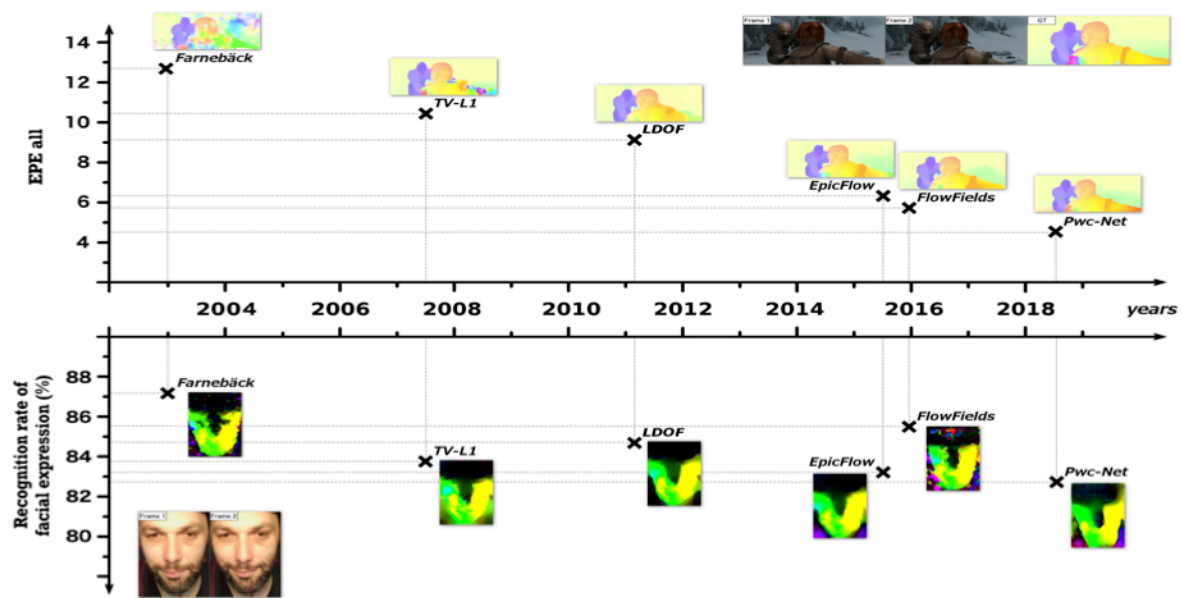 Frame 1
Frame 2
GT
14
Farnebäck
12
TV-L1
10
LDOF
EPE all
8
EpicFlow
FlowFields
6
Pwc-Net
4
2004
2006
2008
2010
2012
2014
2016
2018
years
88
Farnebäck
86
FlowFields
LDOF
84
TV-L1
EpicFlow
Pwc-Net
82
80
Recognition rate of
facial expression (%)
Frame 1
Frame 2